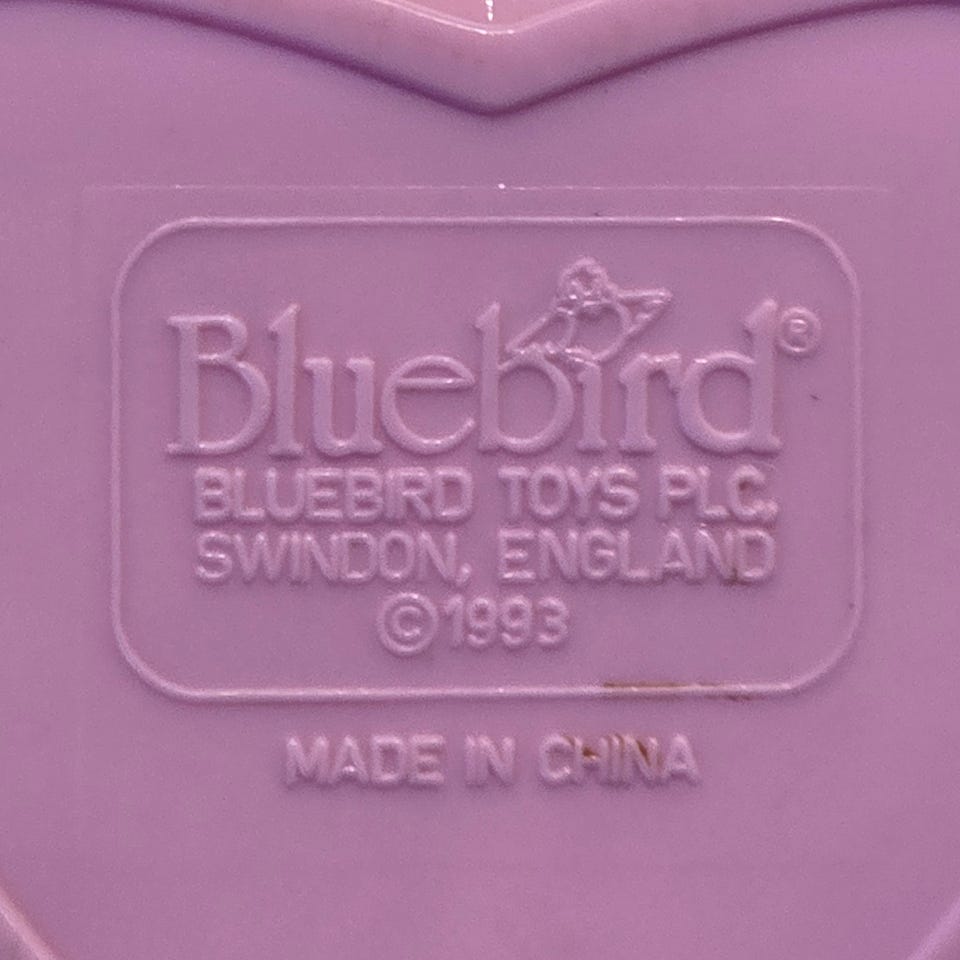 Bluebird®
BLUEBIRD TOYS PLC,
SWINDON, ENGLAND
©1993
MADE IN CHINA